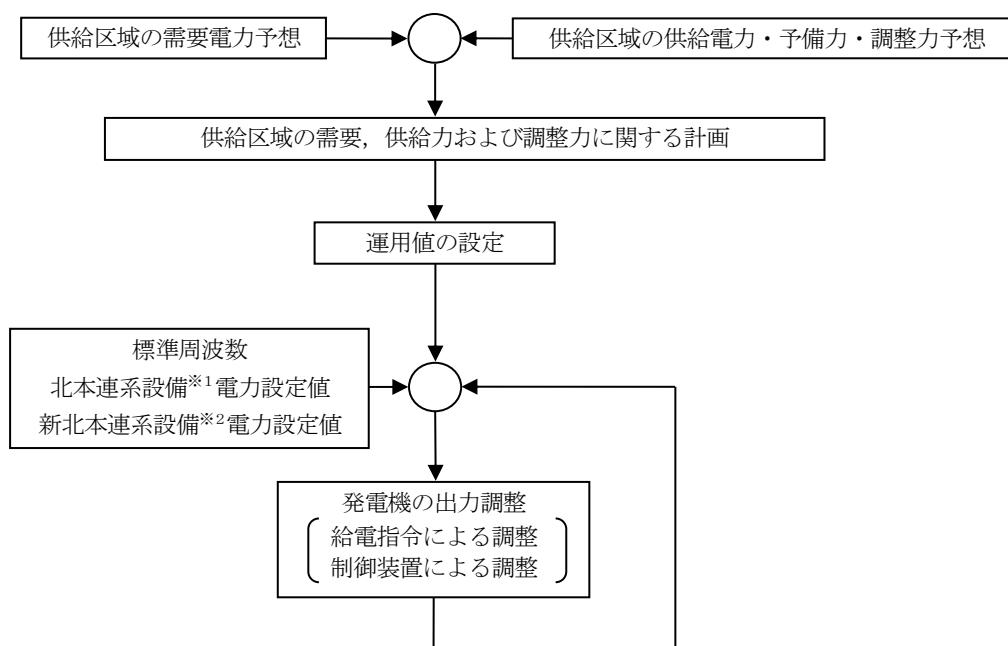 供給区域の需要電力予想
供給区域の供給電力・予備力・調整力予想
供給区域の需要，供給力および調整力に関する計画
運用値の設定
標準周波数
北本連系設備※1電力設定値
新北本連系設備※2電力設定値
発電機の出力調整
給電指令による調整
制御装置による調整